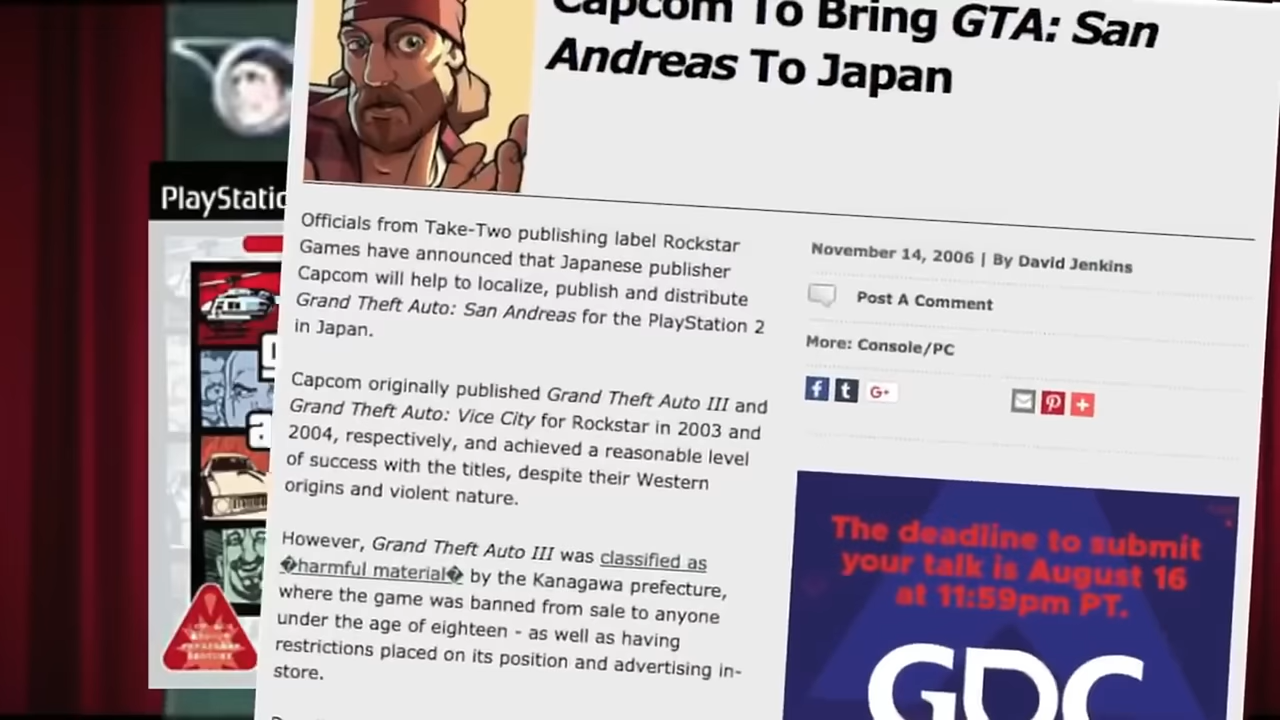 Capcom To Bring GTA: San
Andreas To Japan
PlayStatio
Officials from Take-Two publishing label Rockstar
Games have announced that Japanese publisher
Capcom will help to localize, publish and distribute
Grand Theft Auto: San Andreas for the PlayStation 2
in Japan.
Capcom originally published Grand Theft Auto III and
Grand Theft Auto: Vice City for Rockstar in 2003 and
2004, respectively, and achieved a reasonable level
of success with the titles, despite their Western
origins and violent nature.
However, Grand Theft Auto III was classified as
�harmful material� by the Kanagawa prefecture,
where the game was banned from sale to anyone
under the age of eighteen - as well as having
restrictions placed on its position and advertising in-
store.
November 14, 2006 | By David Jenkins
Post A Comment
More: Console/PC
f t G+
The deadline to submit
your talk is August 16
at 11:59pm PT.
GDC